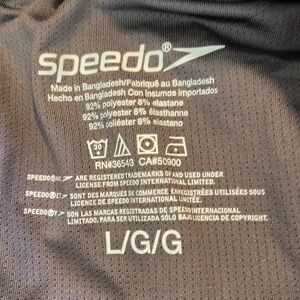 speedo®
Made in Bangladesh/Fabriqué au Bangladesh
Hecho en Bangladesh Con Insumos Importados
92% polyester 8% elastane
92% polyester 8% élasthanne
92% poliéster 8% elastano
30
RN#36543 CA#50900
SPEEDO® ARE REGISTERED TRADEMARKS OF AND USED UNDER
LICENSE FROM SPEEDO INTERNATIONAL LIMITED.
SPEEDO® SONT DES MARQUES DE COMMERCE ENREGISTRÉES UTILISÉES SOUS
LICENCE DE SPEEDO INTERNATIONAL LIMITED.
SPEEDO® SON LAS MARCAS REGISTRADAS DE SPEEDO INTERNATIONAL
LIMITADO, PARA SER UTILIZADA SÓLO BAJO LICENCIA DE COPYRIGHT.
L/G/G